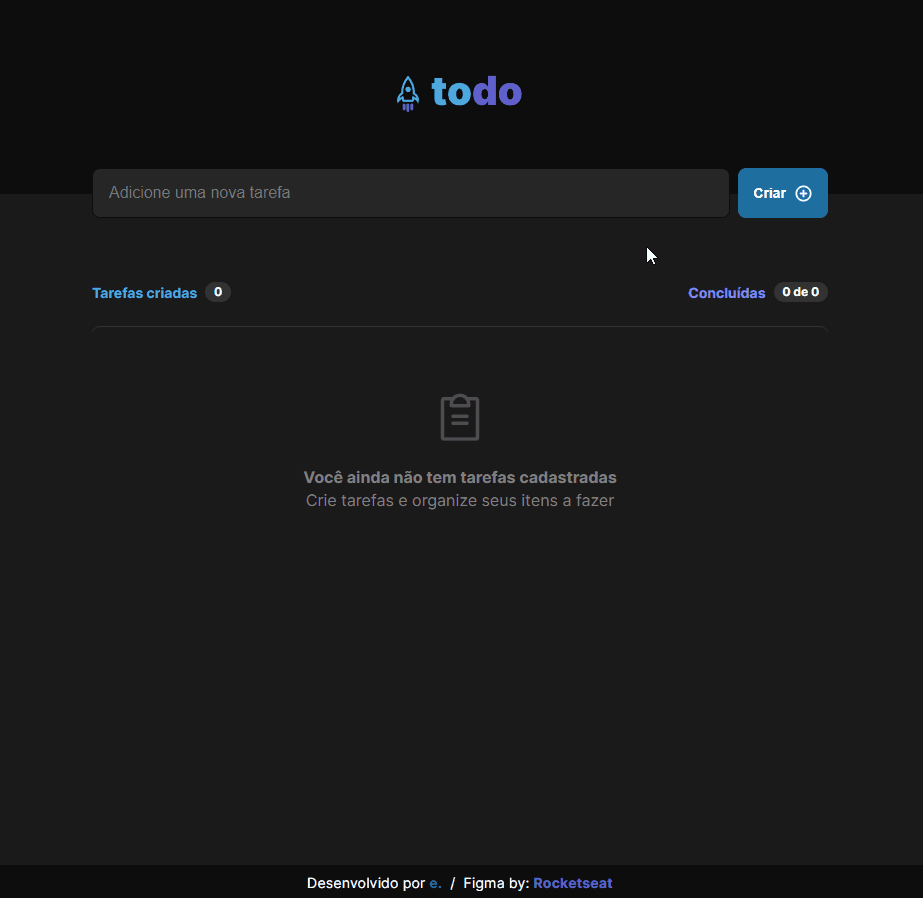 todo
Adicione uma nova tarefa
Criar
Tarefas criadas 0
Concluídas 0 de 0
Você ainda não tem tarefas cadastradas
Crie tarefas e organize seus itens a fazer
Desenvolvido por e. / Figma by: Rocketseat